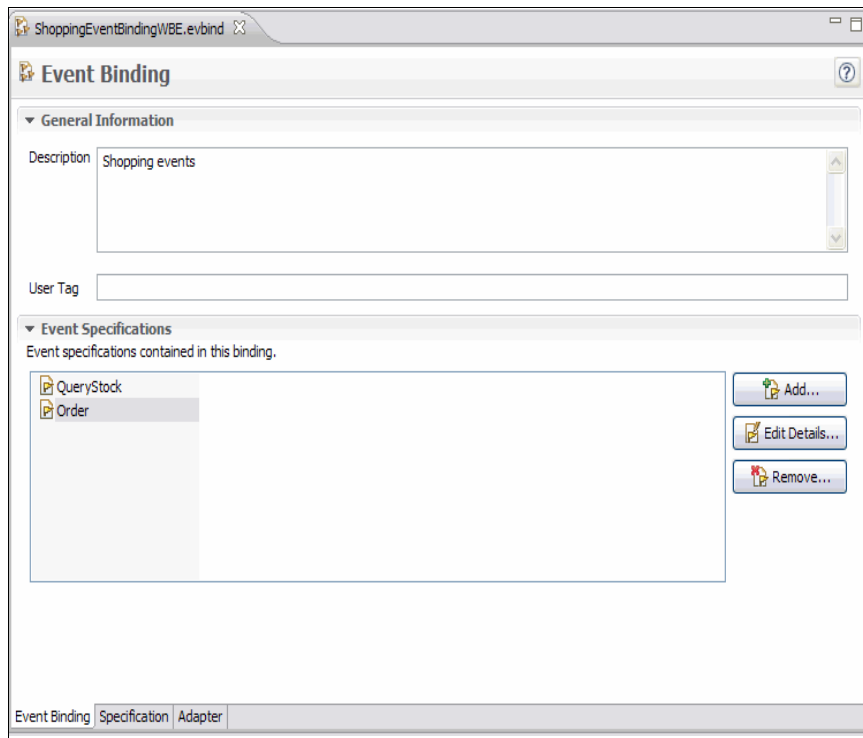 ShoppingEventBindingWBE.evbind
Event Binding
General Information
Description
Shopping events
User Tag
Event Specifications
Event specifications contained in this binding.
QueryStock
Order
Add...
Edit Details...
Remove...
Event Binding Specification Adapter